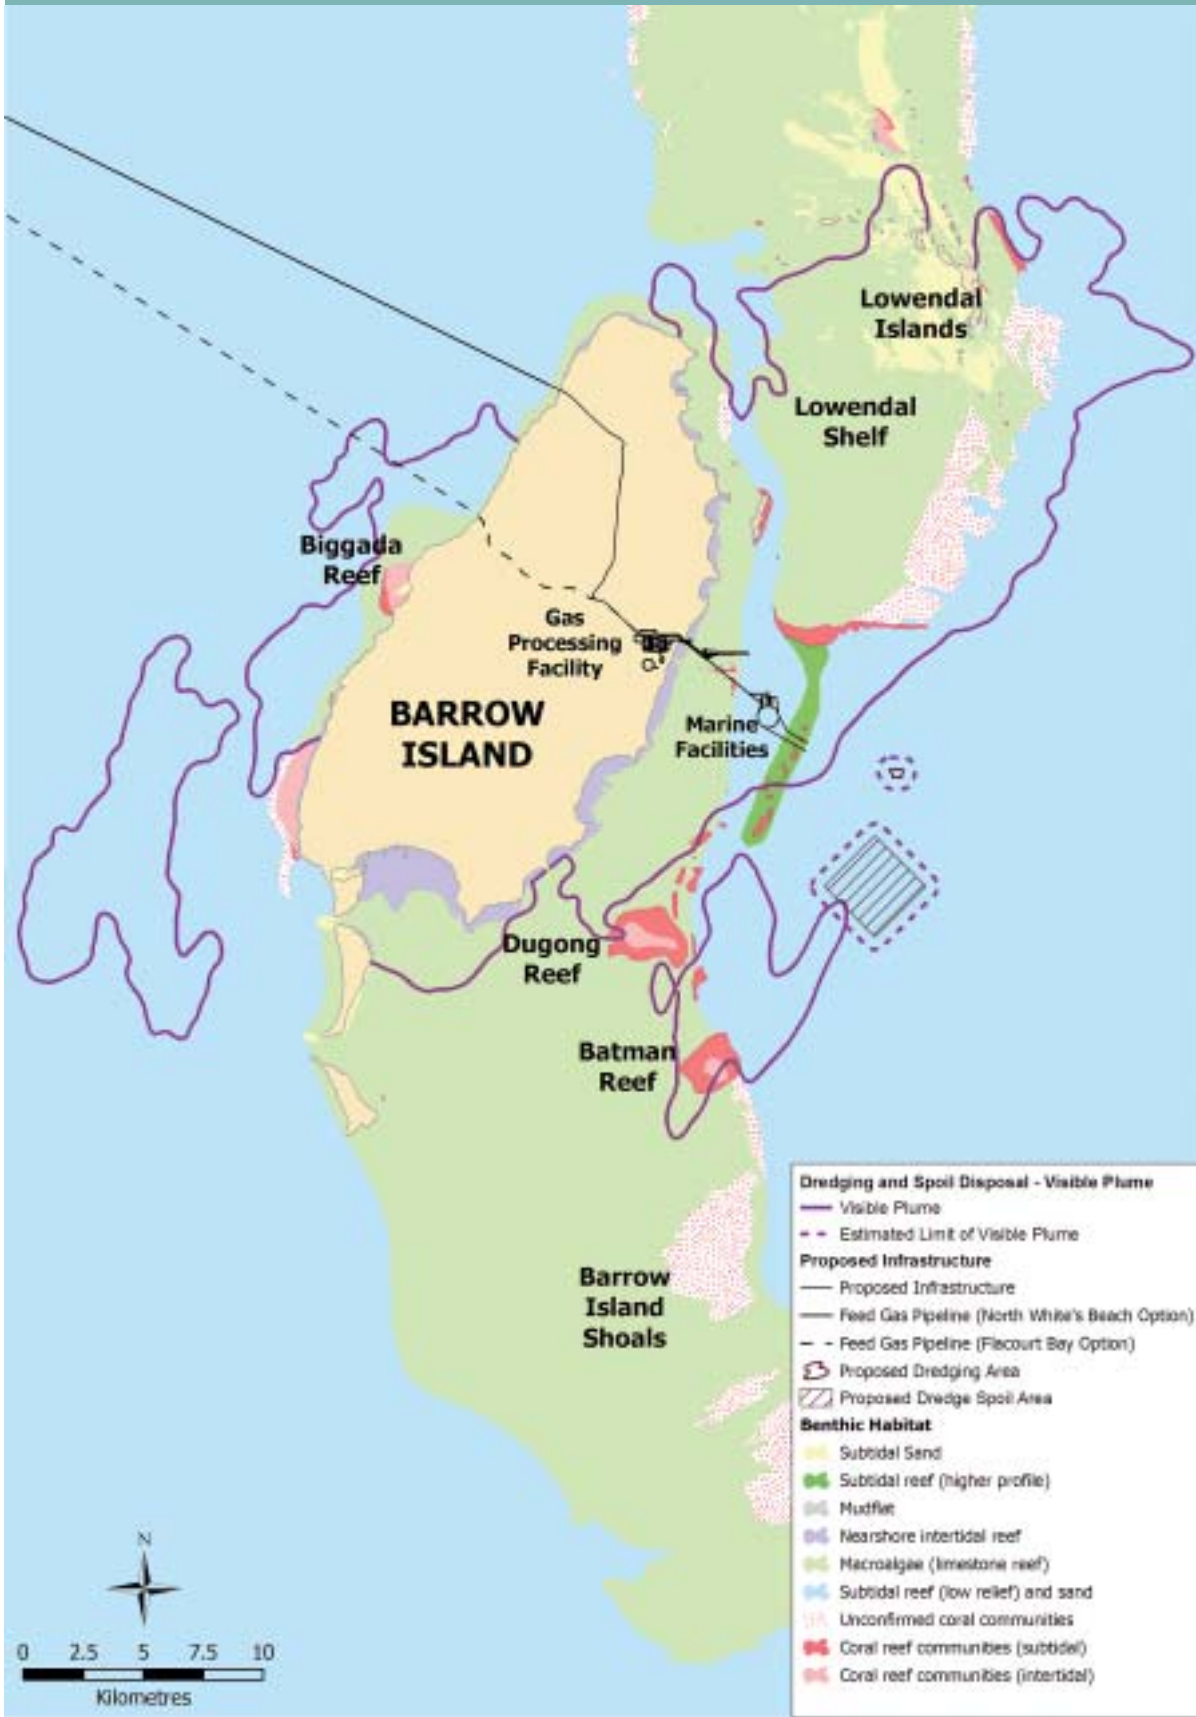 Lowendal
Islands
Lowendal
Shelf
Biggada
Reef
Gas
Processing
Facility
BARROW
ISLAND
Marine
Facilities
Dugong
Reef
Batman
Reef
Barrow
Island
Shoals
Dredging and Spoil Disposal - Visible Plume
Visible Plume
Estimated Limit of Visible Plume
Proposed Infrastructure
Proposed Infrastructure
Feed Gas Pipeline (North White's Beach Option)
Feed Gas Pipeline (Flacourt Bay Option)
Proposed Dredging Area
Proposed Dredge Spoil Area
Benthic Habitat
Subtidal Sand
Subtidal reef (higher profile)
Mudflat
Nearshore intertidal reef
Macroalgae (limestone reef)
Subtidal reef (low relief) and sand
Unconfirmed coral communities
Coral reef communities (subtidal)
Coral reef communities (intertidal)
N
0 2.5 5 7.5 10
Kilometres